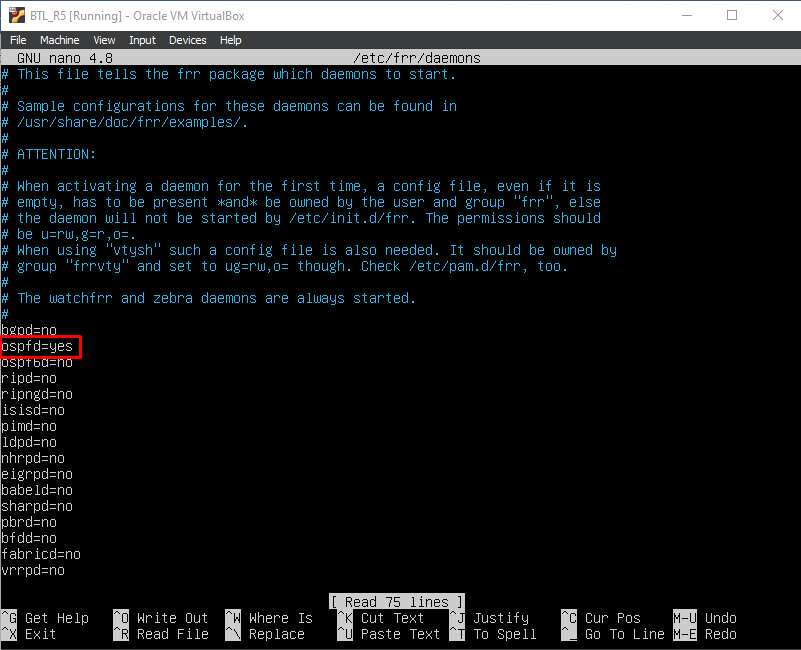 BTL_R5 [Running] - Oracle VM VirtualBox
File Machine View Input Devices Help
GNU nano 4.8 /etc/frr/daemons
# This file tells the frr package which daemons to start.
#
# Sample configurations for these daemons can be found in
# /usr/share/doc/frr/examples/.
#
# ATTENTION:
#
# When activating a daemon for the first time, a config file, even if it is
# empty, has to be present *and* be owned by the user and group "frr", else
# the daemon will not be started by /etc/init.d/frr. The permissions should
# be u=rw,g=r,o=.
# When using "vtysh" such a config file is also needed. It should be owned by
# group "frrvty" and set to ug=rw,o= though. Check /etc/pam.d/frr, too.
#
# The watchfrr and zebra daemons are always started.
#
bgpd=no
ospfd=yes
ospf6d=no
ripd=no
ripngd=no
isisd=no
pimd=no
ldpd=no
nhrpd=no
eigrpd=no
babeld=no
sharpd=no
pbrd=no
bfdd=no
fabricd=no
vrrpd=no
[ Read 75 lines ]
^G Get Help ^O Write Out ^W Where Is ^K Cut Text ^J Justify ^C Cur Pos M-U Undo
^X Exit ^R Read File ^\ Replace ^U Paste Text ^T To Spell ^_ Go To Line M-E Redo